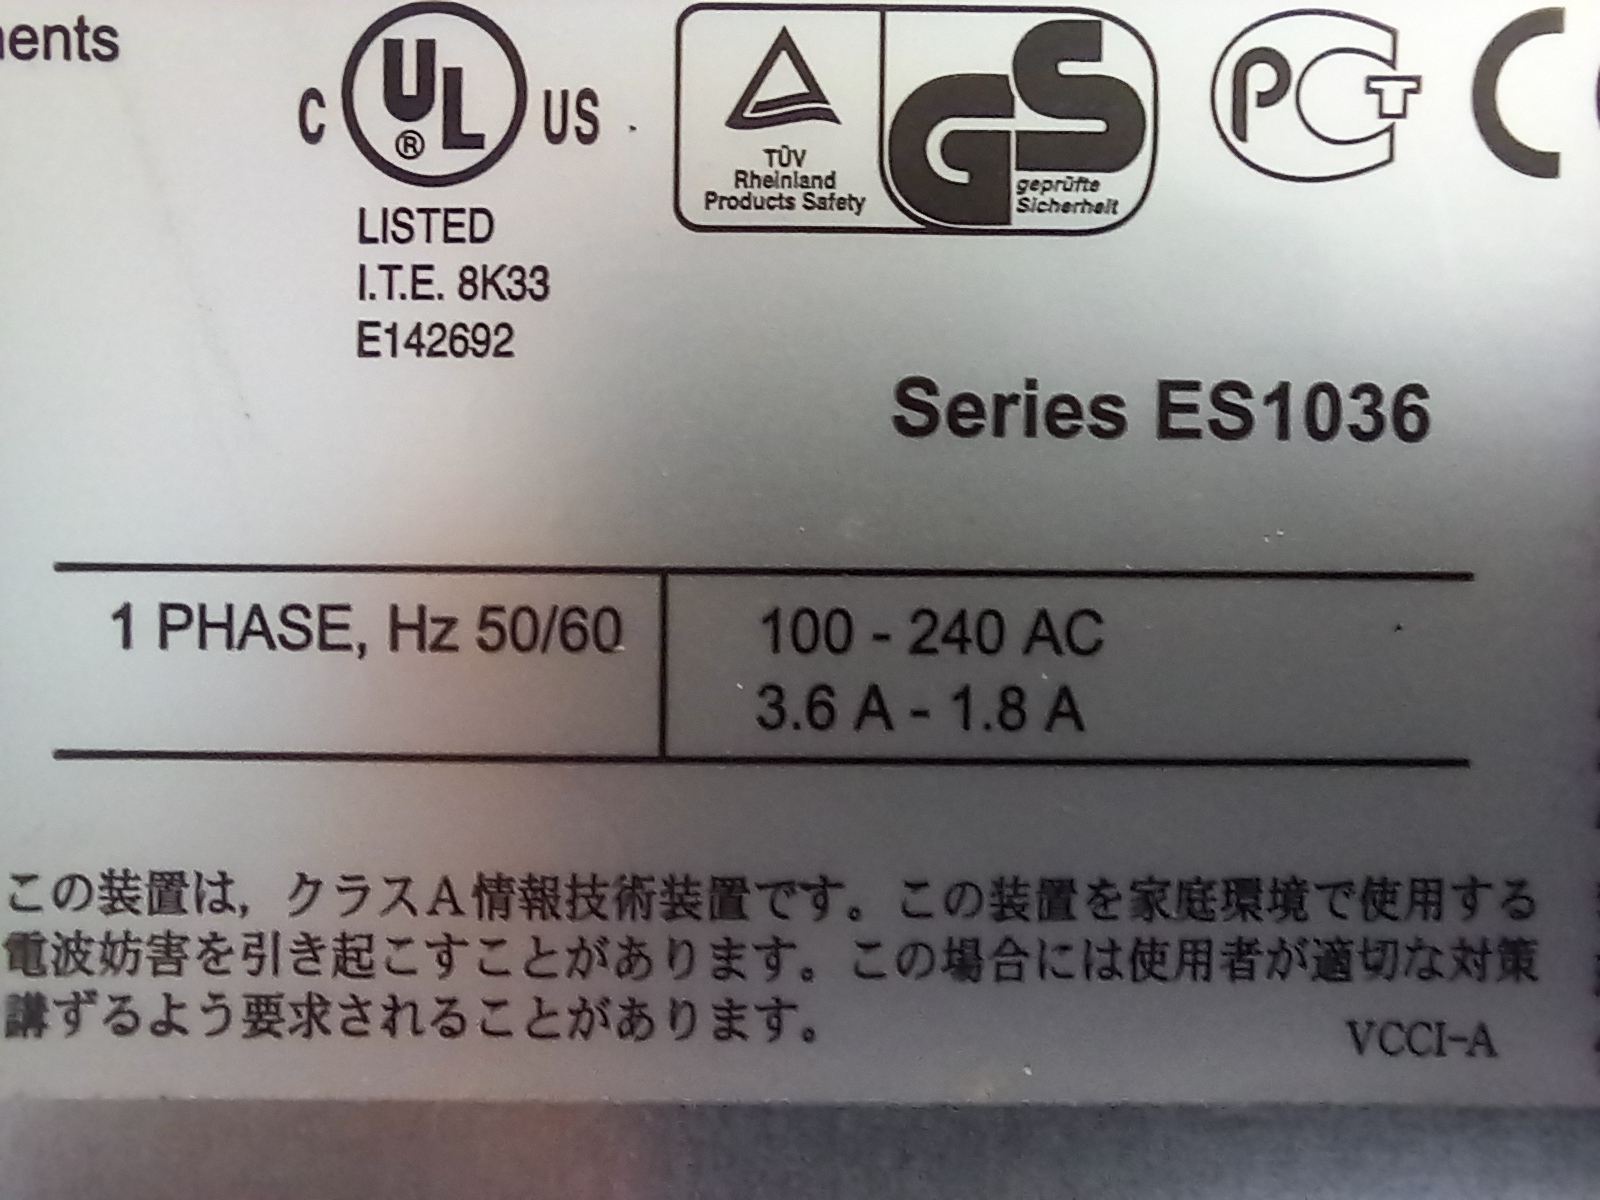 ments
C UL® US
LISTED
I.T.E. 8K33
E142692
TÜV
Rheinland
Products Safety
GS
geprüfte
Sicherheit
PCT
C
Series ES1036
1 PHASE, Hz 50/60
100 - 240 AC
3.6 A - 1.8 A
この装置は, クラスA情報技術装置です。この装置を家庭環境で使用する
電波妨害を引き起こすことがあります。この場合には使用者が適切な対策
講ずるよう要求されることがあります。
VCCI-A